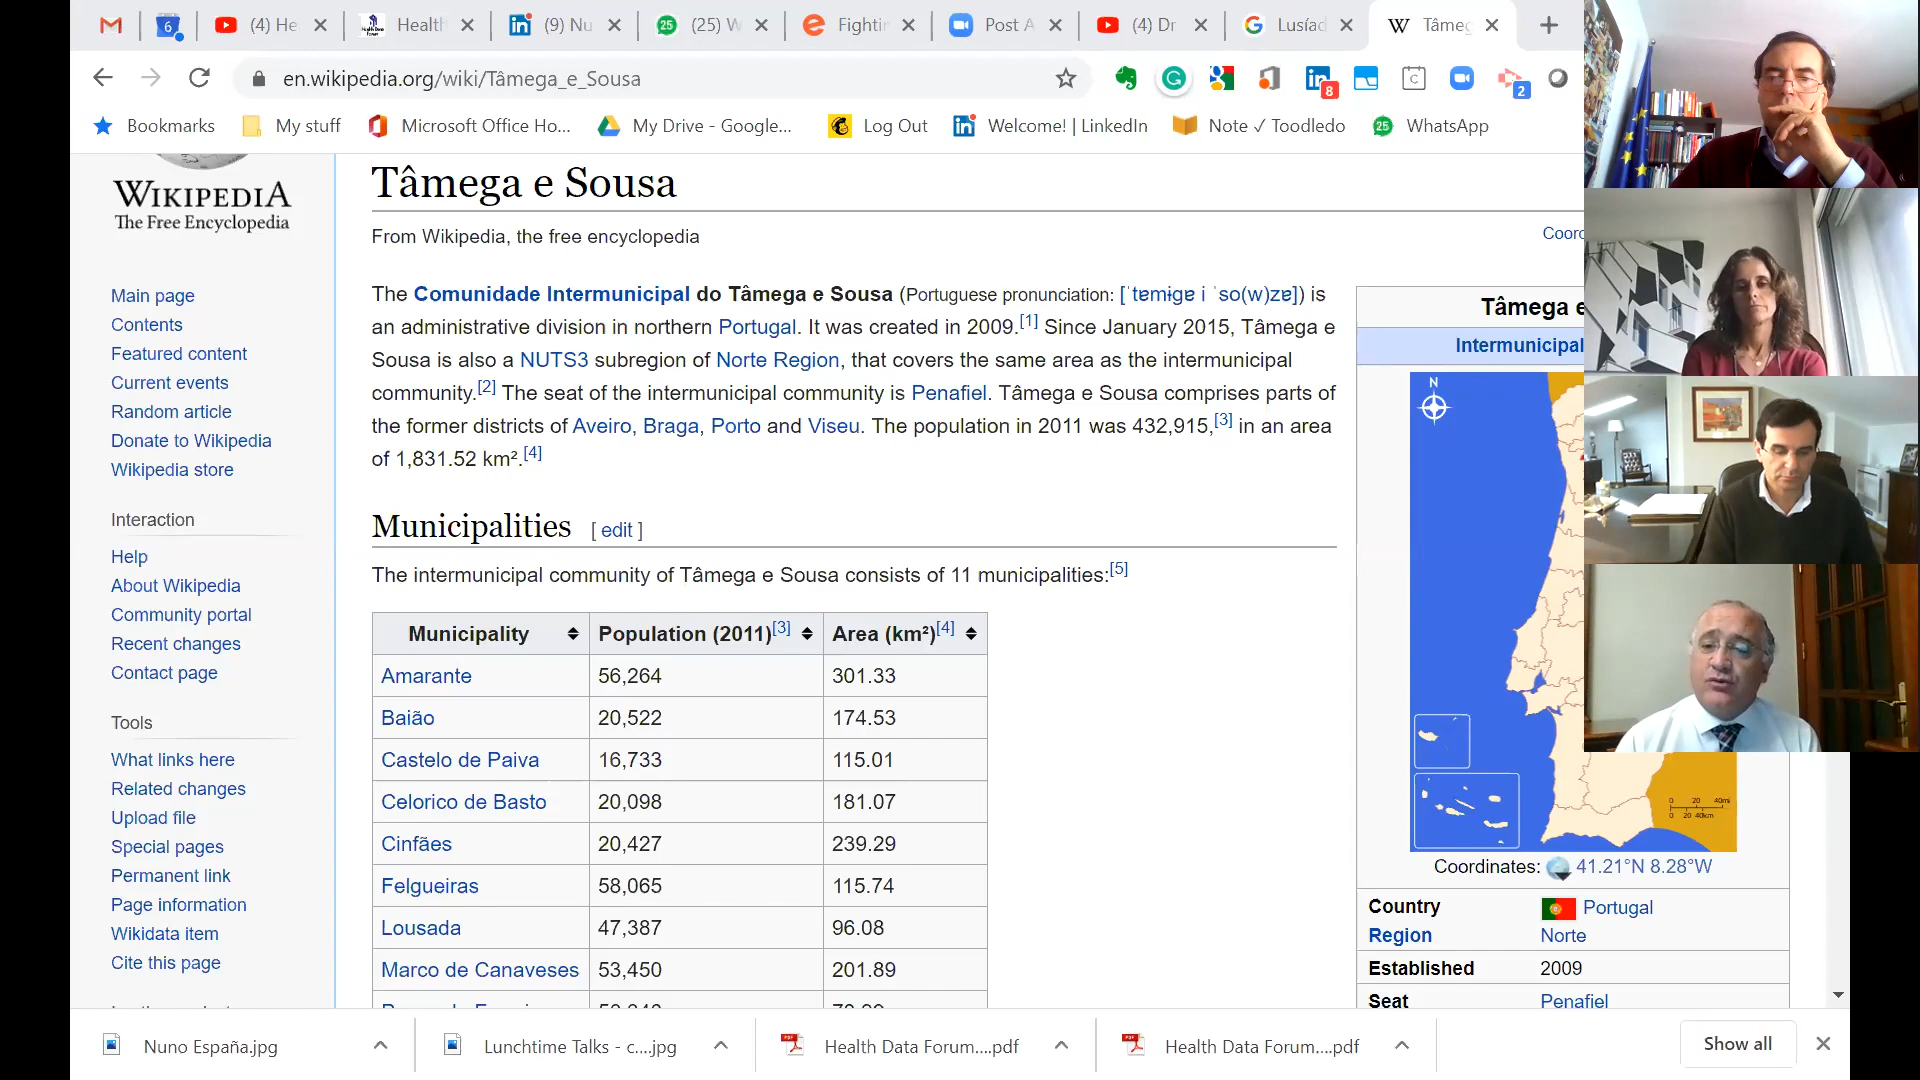 6
(4) He
Health
(9) Nu
25
(25) W
Fightin
Post A
(4) Dr
Lusíad
Tâmeg
en.wikipedia.org/wiki/Tâmega_e_Sousa
8
2
Bookmarks
My stuff
Microsoft Office Ho...
My Drive - Google...
Log Out
Welcome! | LinkedIn
Note ✓ Toodledo
25
WhatsApp
WIKIPEDIA
The Free Encyclopedia
Main page
Contents
Featured content
Current events
Random article
Donate to Wikipedia
Wikipedia store
Interaction
Help
About Wikipedia
Community portal
Recent changes
Contact page
Tools
What links here
Related changes
Upload file
Special pages
Permanent link
Page information
Wikidata item
Cite this page
Tâmega e Sousa
From Wikipedia, the free encyclopedia
Coord
The Comunidade Intermunicipal do Tâmega e Sousa (Portuguese pronunciation: [ˈtɐmɨɡɐ i ˈso(w)zɐ]) is
an administrative division in northern Portugal. It was created in 2009.[1] Since January 2015, Tâmega e
Sousa is also a NUTS3 subregion of Norte Region, that covers the same area as the intermunicipal
community.[2] The seat of the intermunicipal community is Penafiel. Tâmega e Sousa comprises parts of
the former districts of Aveiro, Braga, Porto and Viseu. The population in 2011 was 432,915,[3] in an area
of 1,831.52 km².[4]
Municipalities [ edit ]
The intermunicipal community of Tâmega e Sousa consists of 11 municipalities:[5]
Municipality Population (2011)[3] Area (km²)[4]
Amarante 56,264 301.33
Baião 20,522 174.53
Castelo de Paiva 16,733 115.01
Celorico de Basto 20,098 181.07
Cinfães 20,427 239.29
Felgueiras 58,065 115.74
Lousada 47,387 96.08
Marco de Canaveses 53,450 201.89
Tâmega e
Intermunicipal
N
0 20 40mi
0 20 40km
Coordinates: 41.21°N 8.28°W
Country Portugal
Region Norte
Established 2009
Seat Penafiel
Nuno España.jpg
Lunchtime Talks - c....jpg
Health Data Forum....pdf
Health Data Forum....pdf
Show all